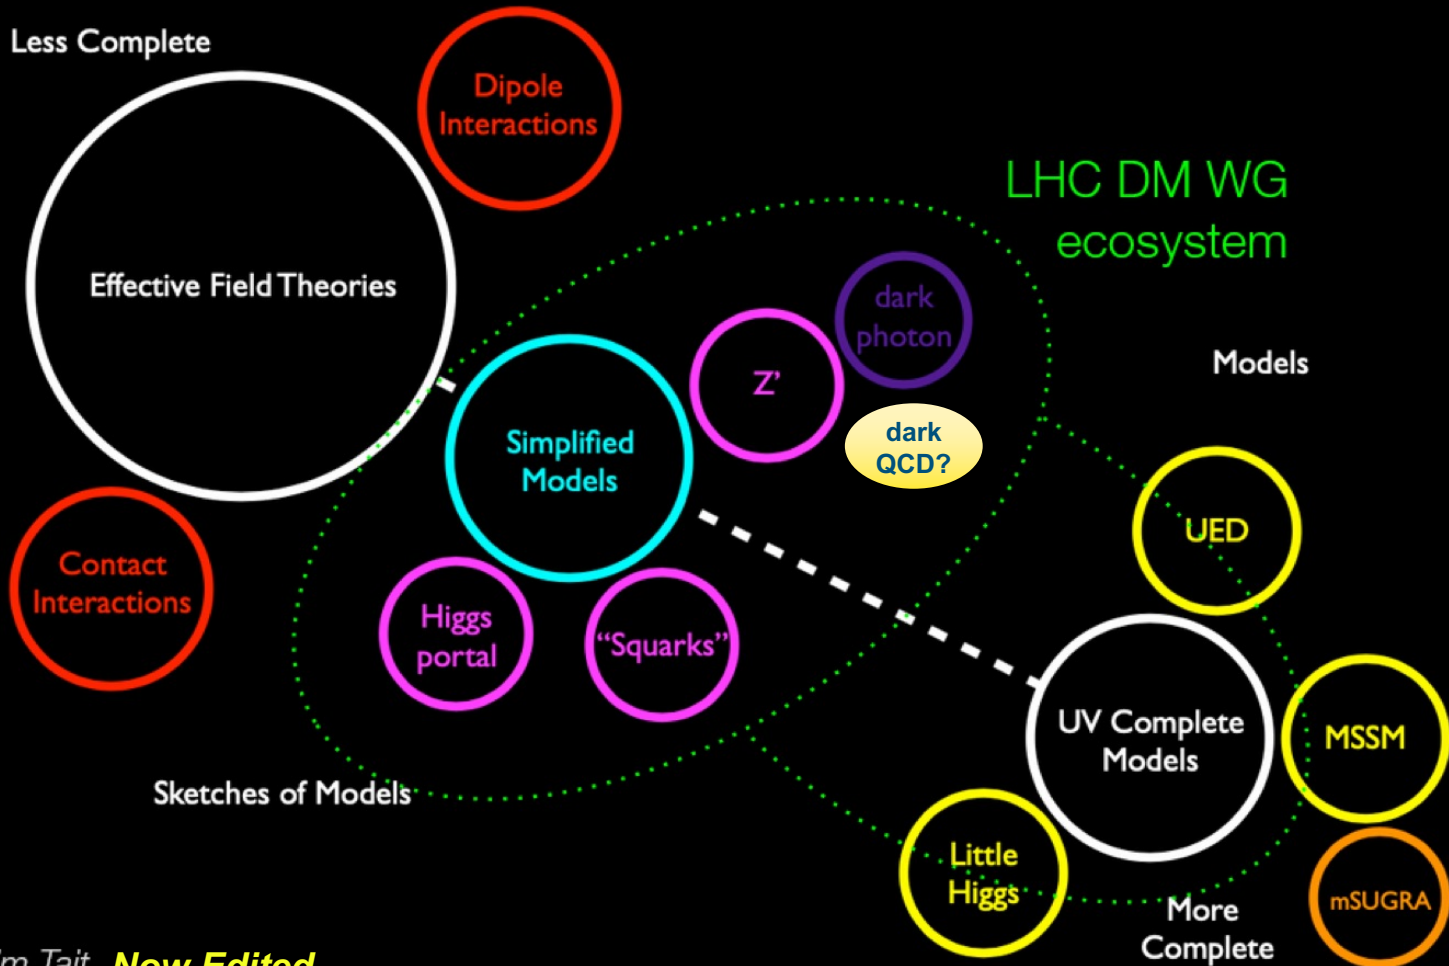 Less Complete
Dipole
Interactions
LHC DM WG
ecosystem
Effective Field Theories
dark
photon
Models
Z’
dark
QCD?
Simplified
Models
UED
Contact
Interactions
Higgs
portal
“Squarks”
UV Complete
Models
MSSM
Sketches of Models
Little
Higgs
mSUGRA
More
Complete
Tait
Now Edited